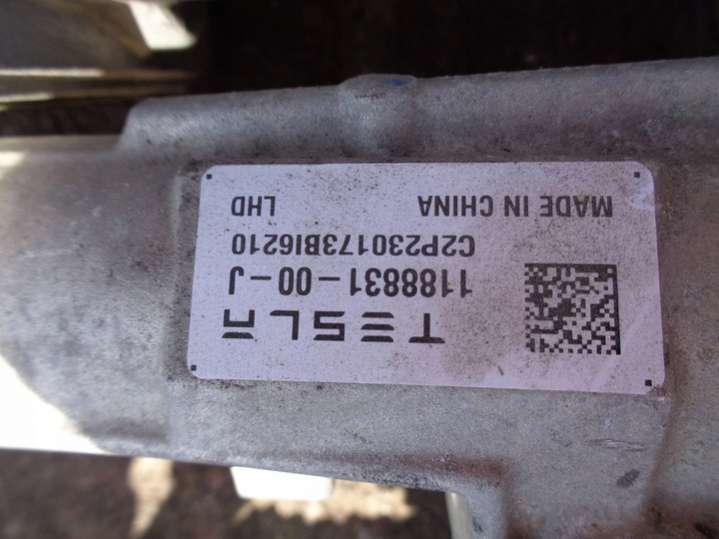 TESLA
1188831-00-J
C2P230173BI6210
MADE IN CHINA LHD